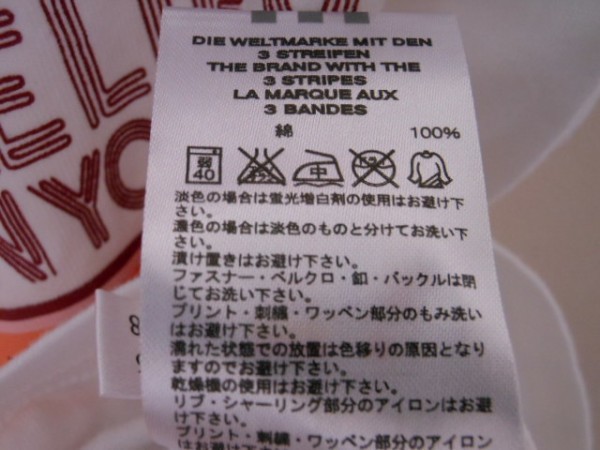 DIE WELTMARKE MIT DEN
3 STREIFEN
THE BRAND WITH THE
3 STRIPES
LA MARQUE AUX
3 BANDES
綿 100%
弱
40
中
淡色の場合は蛍光増白剤の使用はお避け下
さい。
濃色の場合は淡色のものと分けてお洗い下
さい。
漬け置きはお避け下さい。
ファスナー・ベルクロ・釦・バックルは閉
じてお洗い下さい。
プリント・刺繍・ワッペン部分のもみ洗い
はお避け下さい。
濡れた状態での放置は色移りの原因となり
ますのでお避け下さい。
乾燥機の使用はお避け下さい。
リブ・シャーリング部分のアイロンはお避
け下さい。
プリント・刺繍・ワッペン部分のアイロン
NYC
8